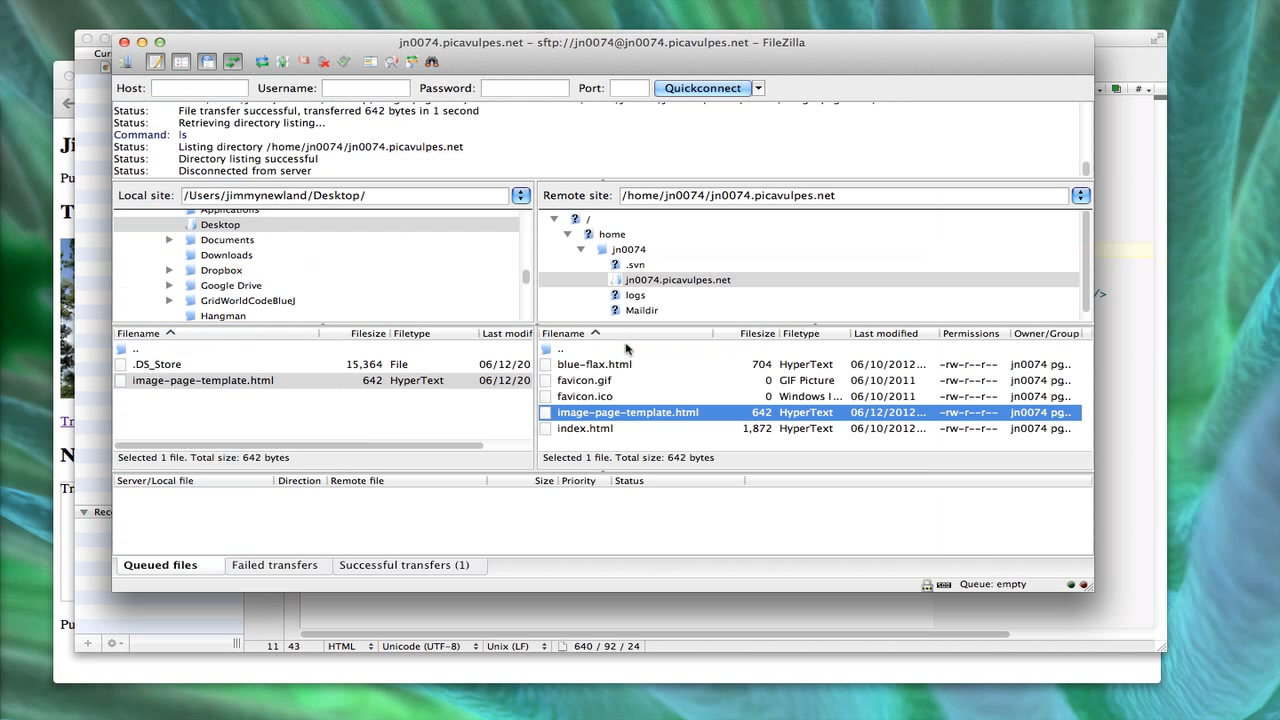 jn0074.picavulpes.net – sftp://jn0074@jn0074.picavulpes.net – FileZilla
Host: Username: Password: Port: Quickconnect
Status: File transfer successful, transferred 642 bytes in 1 second
Status: Retrieving directory listing...
Command: ls
Status: Listing directory /home/jn0074/jn0074.picavulpes.net
Status: Directory listing successful
Status: Disconnected from server
Local site: /Users/jimmynewland/Desktop/
Applications
Desktop
Documents
Downloads
Dropbox
Google Drive
GridWorldCodeBlueJ
Hangman
Remote site: /home/jn0074/jn0074.picavulpes.net
/
home
jn0074
.svn
jn0074.picavulpes.net
logs
Maildir
Filename Filesize Filetype Last modif
..
.DS_Store 15,364 File 06/12/20
image-page-template.html 642 HyperText 06/12/20
Selected 1 file. Total size: 642 bytes
Filename Filesize Filetype Last modified Permissions Owner/Group
..
blue-flax.html 704 HyperText 06/10/2012... -rw-r--r-- jn0074 pg..
favicon.gif 0 GIF Picture 06/10/2011 -rw-r--r-- jn0074 pg..
favicon.ico 0 Windows I... 06/10/2011 -rw-r--r-- jn0074 pg..
image-page-template.html 642 HyperText 06/12/2012... -rw-r--r-- jn0074 pg..
index.html 1,872 HyperText 06/10/2012... -rw-r--r-- jn0074 pg..
Selected 1 file. Total size: 642 bytes
Server/Local file Direction Remote file Size Priority Status
Queued files Failed transfers Successful transfers (1)
Queue: empty
11 43 HTML Unicode (UTF-8) Unix (LF) 640 / 92 / 24